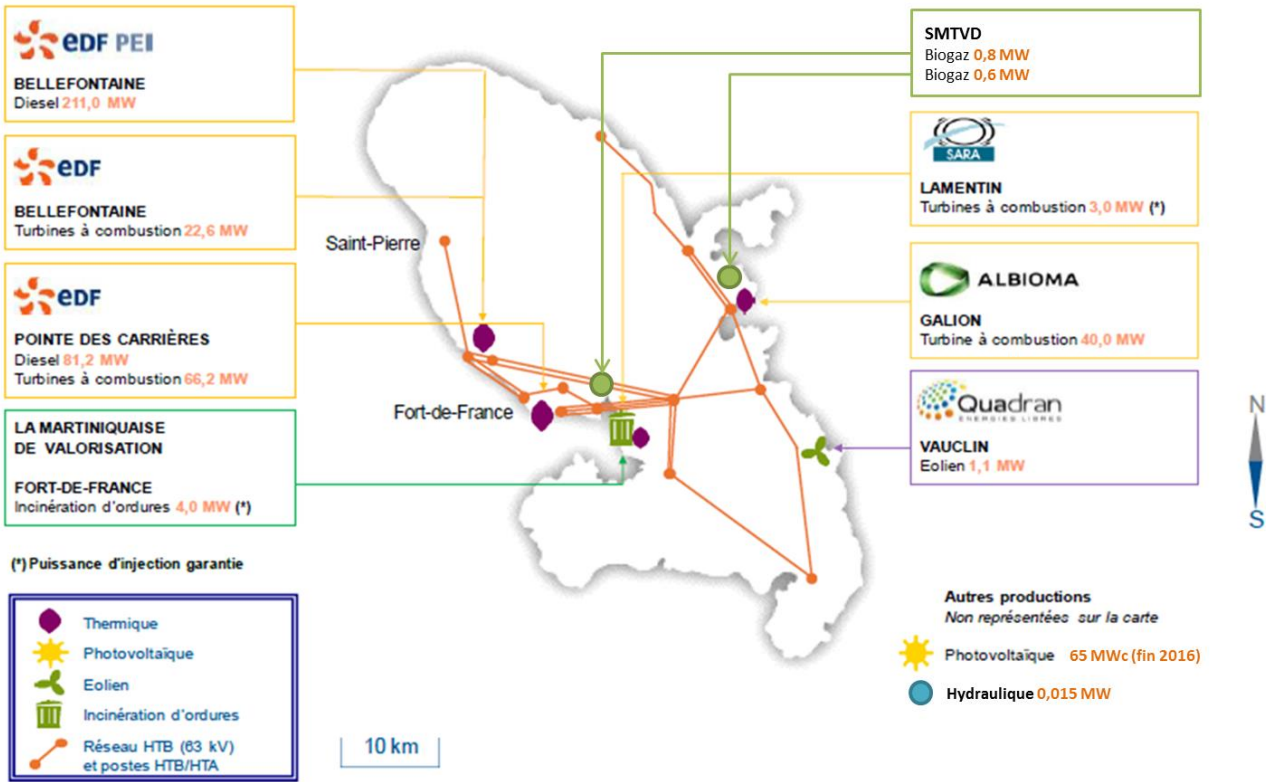 eDF PEI
BELLEFONTAINE
Diesel 211,0 MW
eDF
BELLEFONTAINE
Turbines à combustion 22,6 MW
eDF
POINTE DES CARRIÈRES
Diesel 81,2 MW
Turbines à combustion 66,2 MW
LA MARTINIQUAISE
DE VALORISATION
FORT-DE-FRANCE
Incinération d'ordures 4,0 MW (*)
(*) Puissance d'injection garantie
Thermique
Photovoltaïque
Eolien
Incinération d'ordures
Réseau HTB (63 kV)
et postes HTB/HTA
Saint-Pierre
Fort-de-France
10 km
SMTVD
Biogaz 0,8 MW
Biogaz 0,6 MW
SARA
LAMENTIN
Turbines à combustion 3,0 MW (*)
ALBIOMA
GALION
Turbine à combustion 40,0 MW
Quadran
ENERGIES LIBRES
VAUCLIN
Eolien 1,1 MW
N
S
Autres productions
Non représentées sur la carte
Photovoltaïque 65 MWc (fin 2016)
Hydraulique 0,015 MW